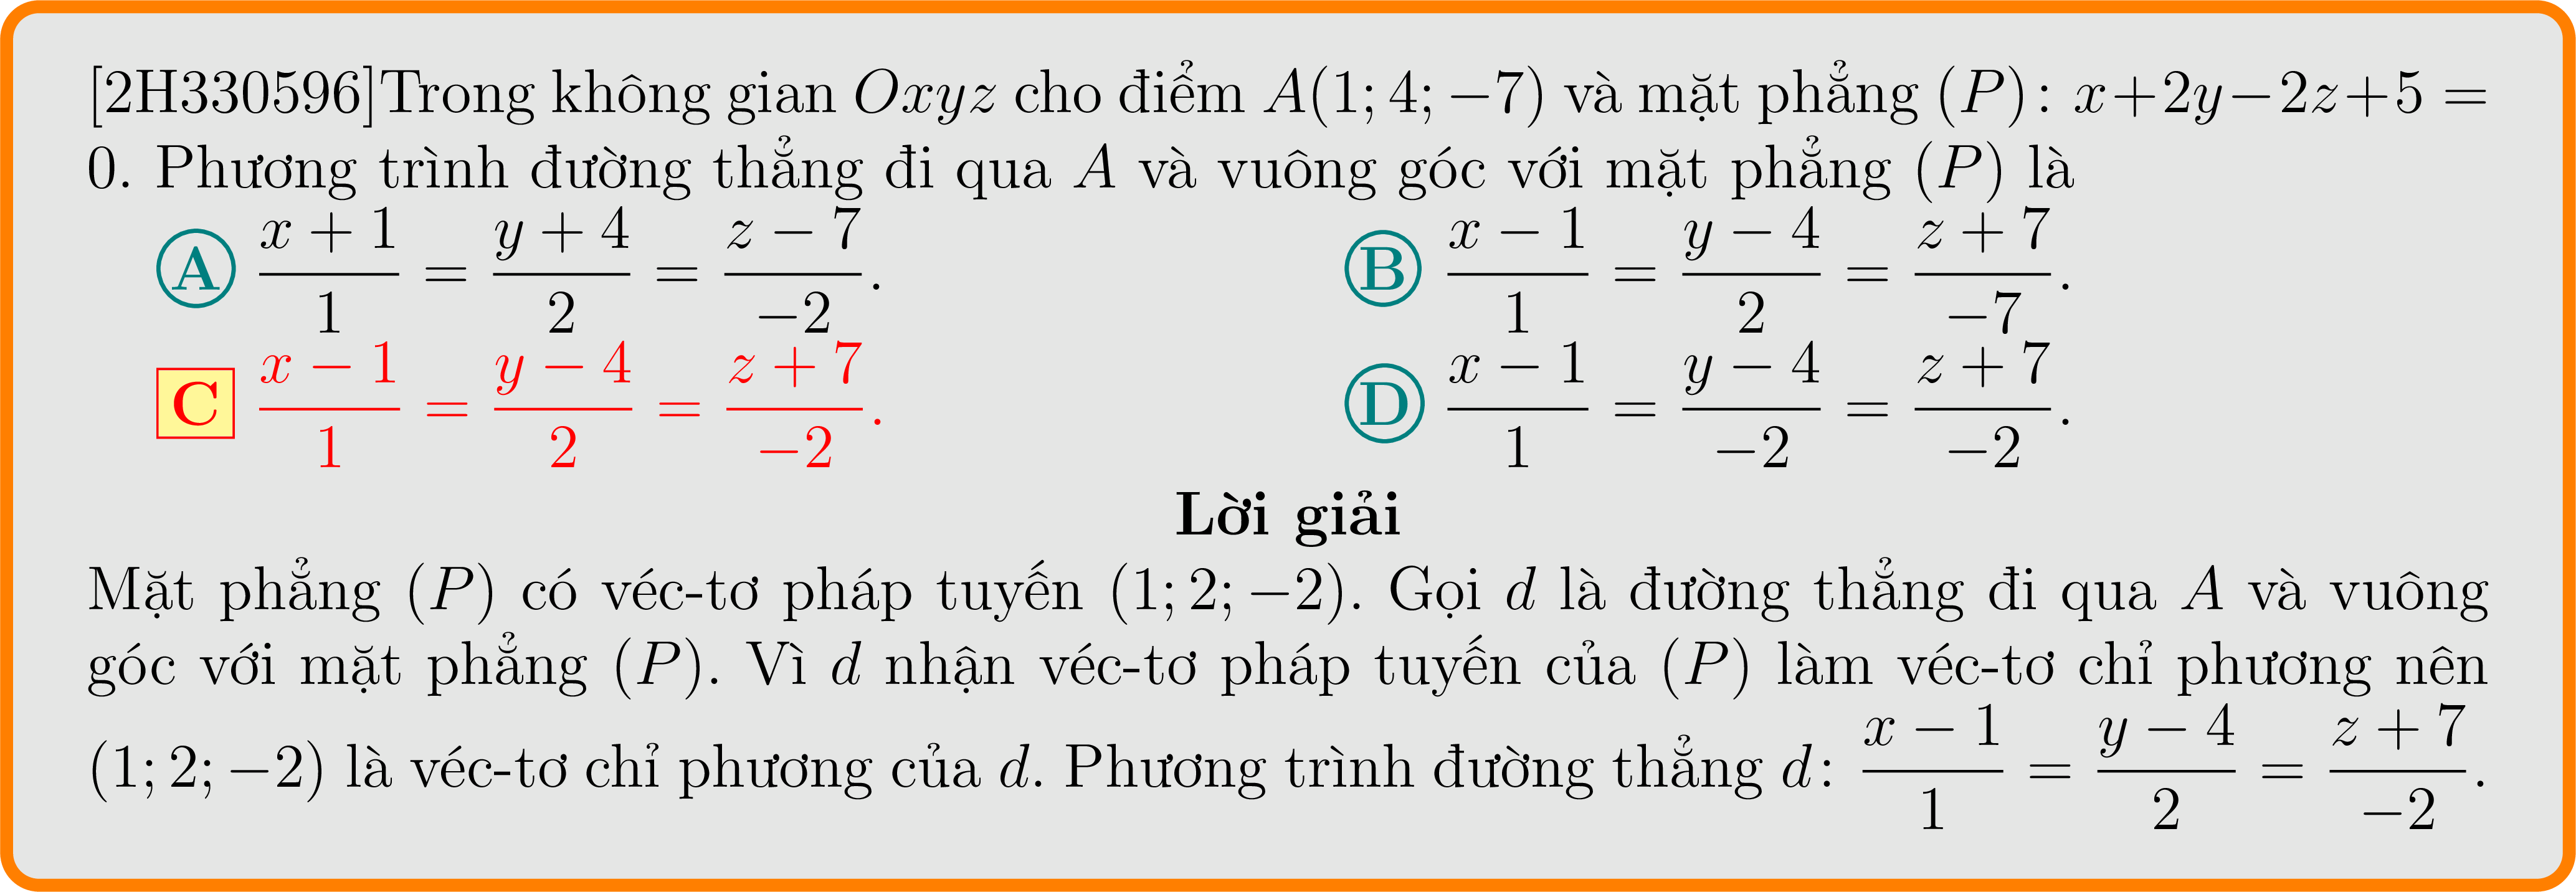 [2H330596]Trong không gian Oxyz cho điểm A(1; 4; −7) và mặt phẳng (P): x+2y−2z+5 =
0. Phương trình đường thẳng đi qua A và vuông góc với mặt phẳng (P) là
A \frac{x + 1}{1} = \frac{y + 4}{2} = \frac{z − 7}{−2}. B \frac{x − 1}{1} = \frac{y − 4}{2} = \frac{z + 7}{−7}.
C \frac{x − 1}{1} = \frac{y − 4}{2} = \frac{z + 7}{−2}. D \frac{x − 1}{1} = \frac{y − 4}{−2} = \frac{z + 7}{−2}.
Lời giải
Mặt phẳng (P) có véc-tơ pháp tuyến (1; 2; −2). Gọi d là đường thẳng đi qua A và vuông
góc với mặt phẳng (P). Vì d nhận véc-tơ pháp tuyến của (P) làm véc-tơ chỉ phương nên
(1; 2; −2) là véc-tơ chỉ phương của d. Phương trình đường thẳng d: \frac{x − 1}{1} = \frac{y − 4}{2} = \frac{z + 7}{−2}.